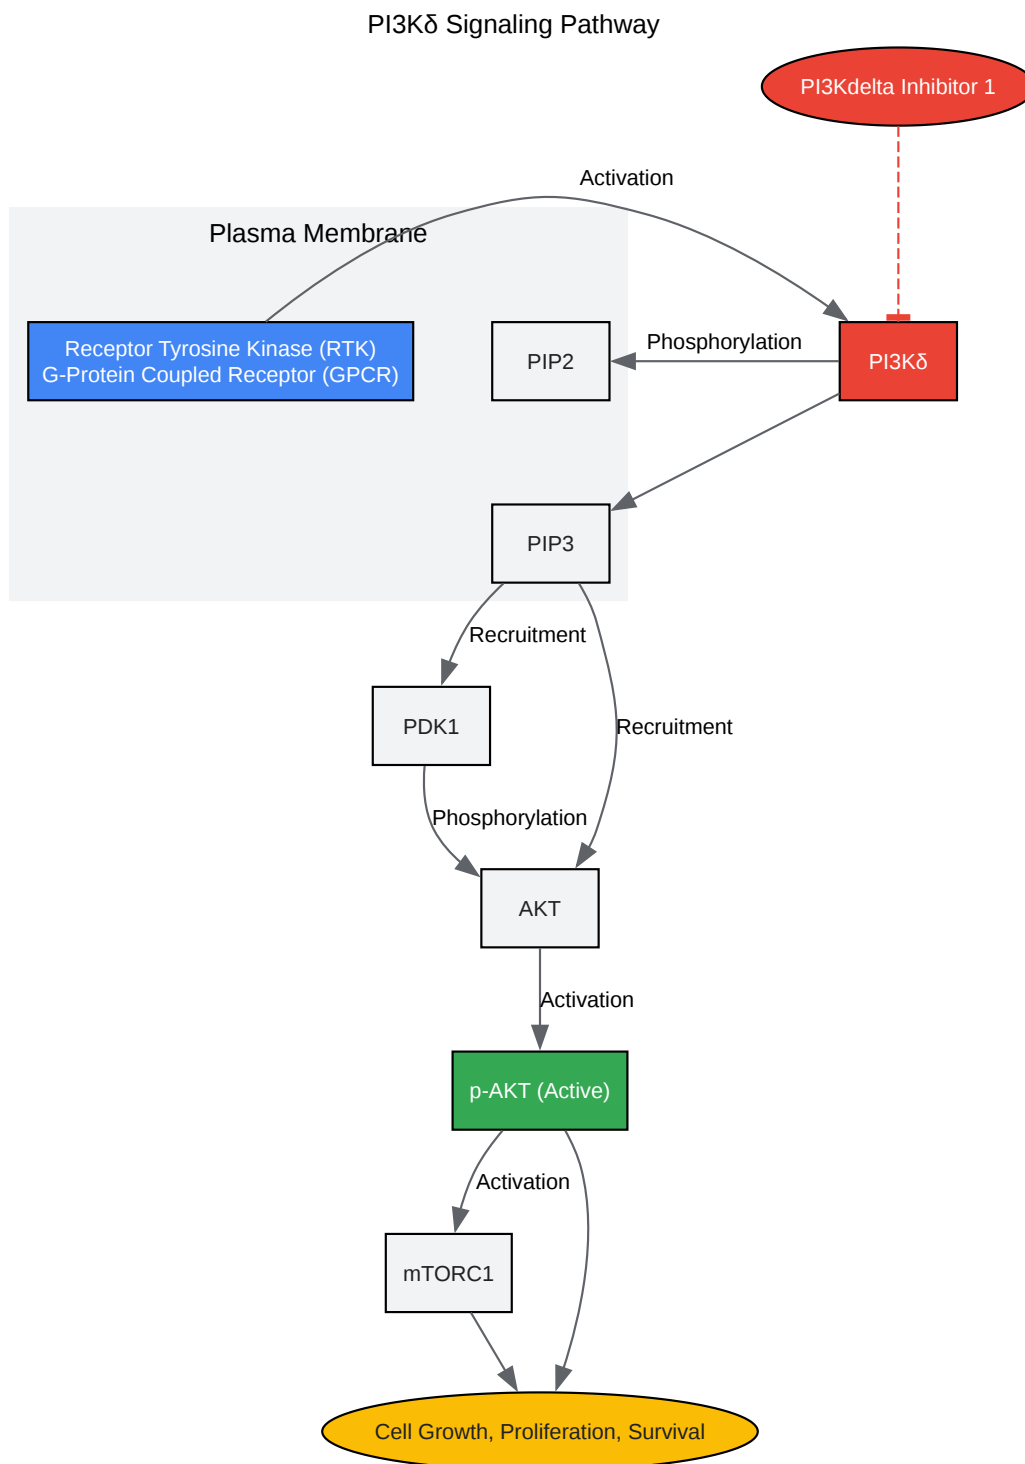 PI3Kδ Signaling Pathway
PI3Kdelta Inhibitor 1
Activation
Plasma Membrane
Receptor Tyrosine Kinase (RTK)
G-Protein Coupled Receptor (GPCR)
PIP2
Phosphorylation
PI3Kδ
PIP3
Recruitment
PDK1
Recruitment
Phosphorylation
AKT
Activation
p-AKT (Active)
Activation
mTORC1
Cell Growth, Proliferation, Survival